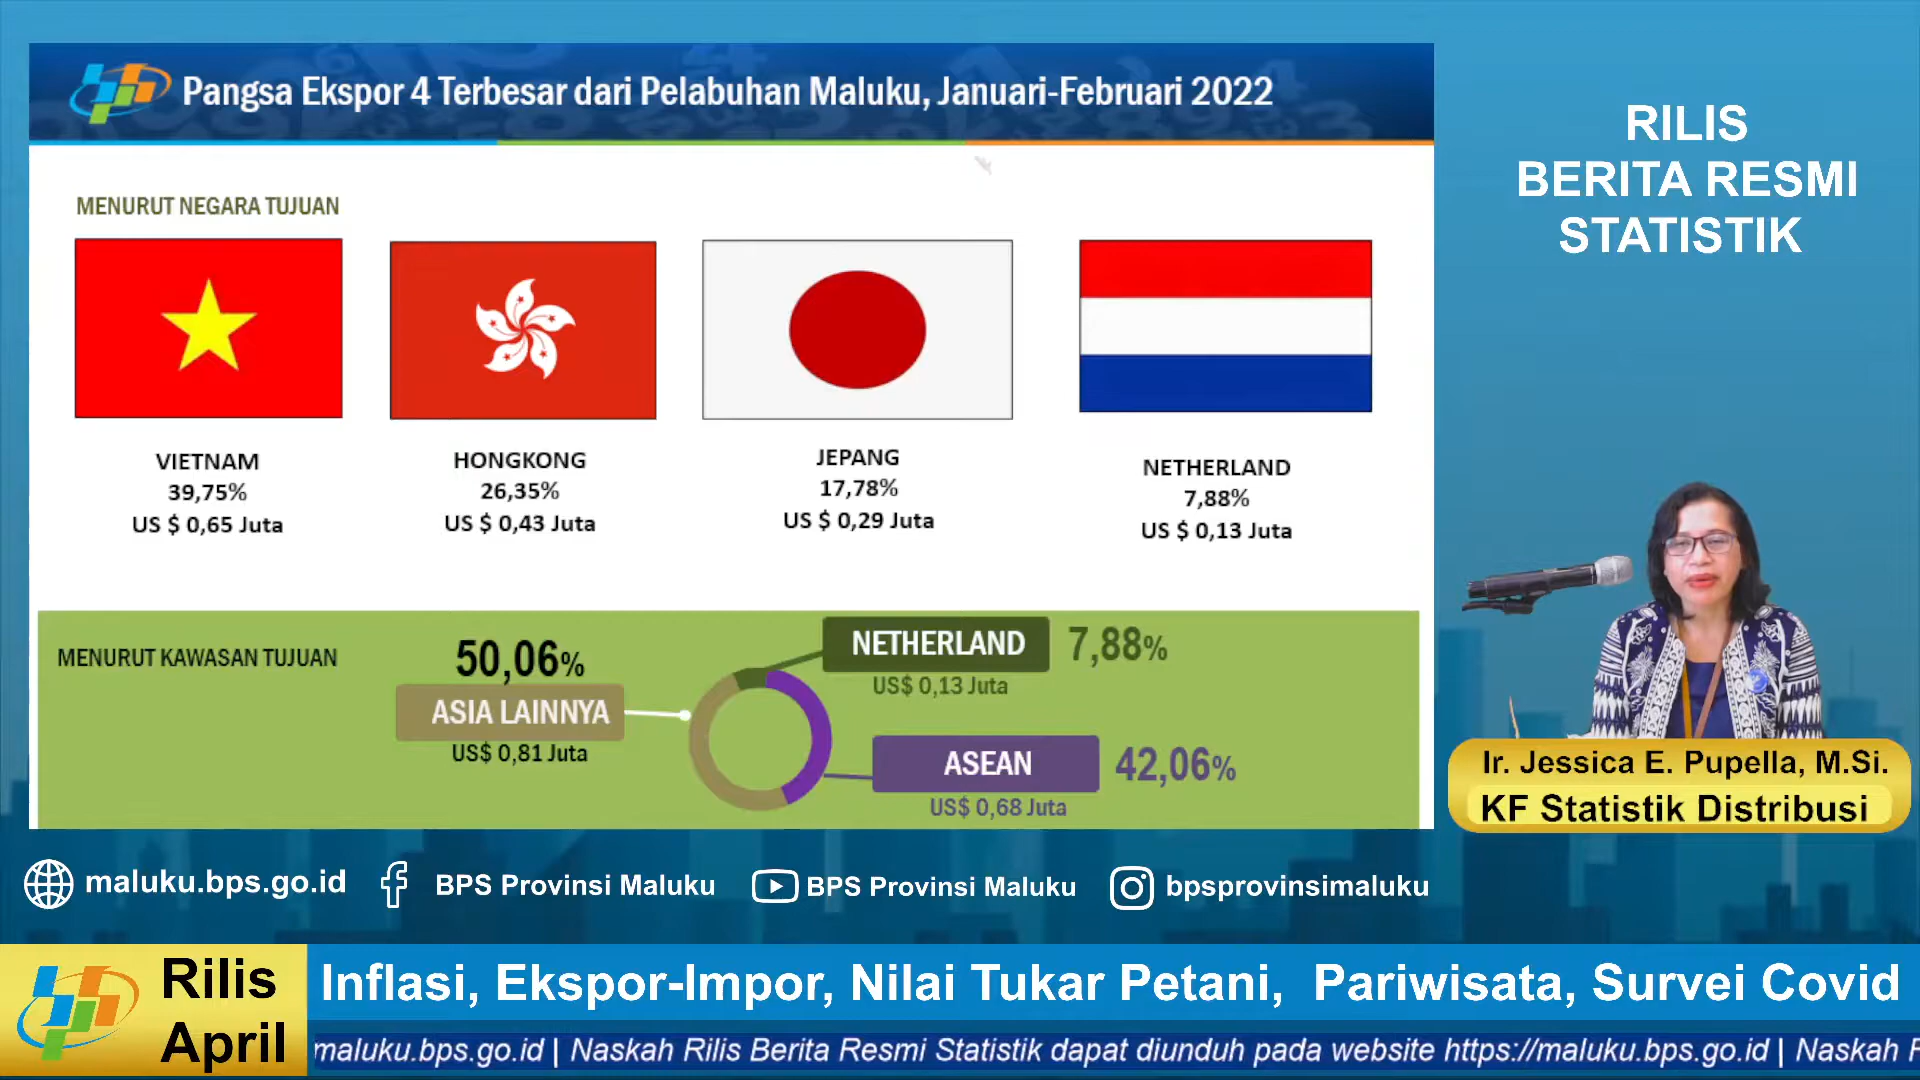 Pangsa Ekspor 4 Terbesar dari Pelabuhan Maluku, Januari-Februari 2022
RILIS
BERITA RESMI
STATISTIK
MENURUT NEGARA TUJUAN
VIETNAM
39,75%
US $ 0,65 Juta
HONGKONG
26,35%
US $ 0,43 Juta
JEPANG
17,78%
US $ 0,29 Juta
NETHERLAND
7,88%
US $ 0,13 Juta
MENURUT KAWASAN TUJUAN
50,06%
ASIA LAINNYA
US$ 0,81 Juta
NETHERLAND 7,88%
US$ 0,13 Juta
ASEAN 42,06%
US$ 0,68 Juta
Ir. Jessica E. Pupella, M.Si.
KF Statistik Distribusi
maluku.bps.go.id BPS Provinsi Maluku BPS Provinsi Maluku bpsprovinsimaluku
Rilis
April
Inflasi, Ekspor-Impor, Nilai Tukar Petani, Pariwisata, Survei Covid
maluku.bps.go.id | Naskah Rilis Berita Resmi Statistik dapat diunduh pada website https://maluku.bps.go.id | Naskah